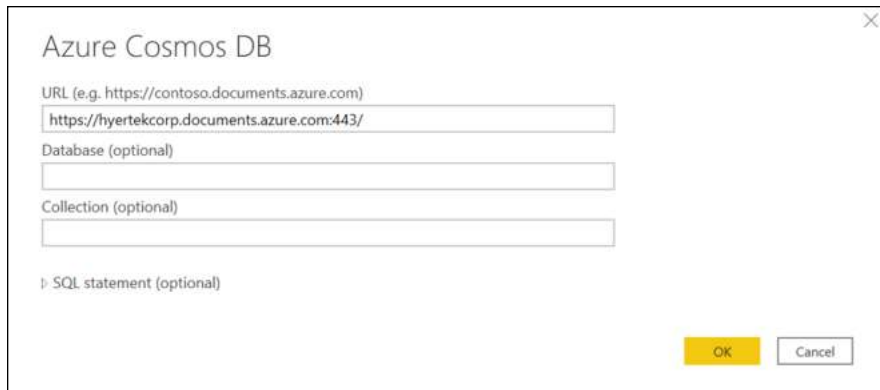 Azure Cosmos DB
URL (e.g. https://contoso.documents.azure.com)
https://hyertekcorp.documents.azure.com:443/
Database (optional)
Collection (optional)
SQL statement (optional)
OK Cancel